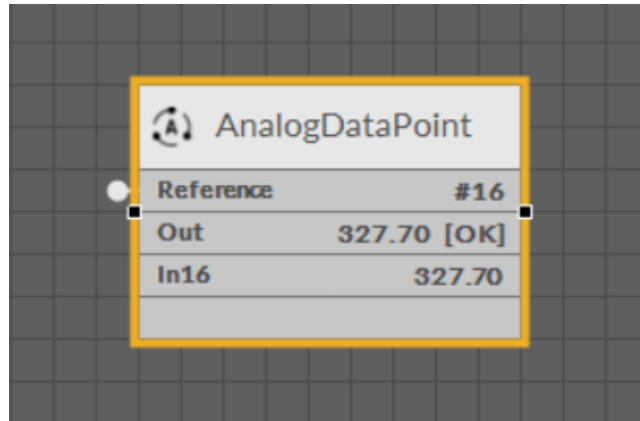 AnalogDataPoint
Reference #16
Out 327.70 [OK]
In16 327.70